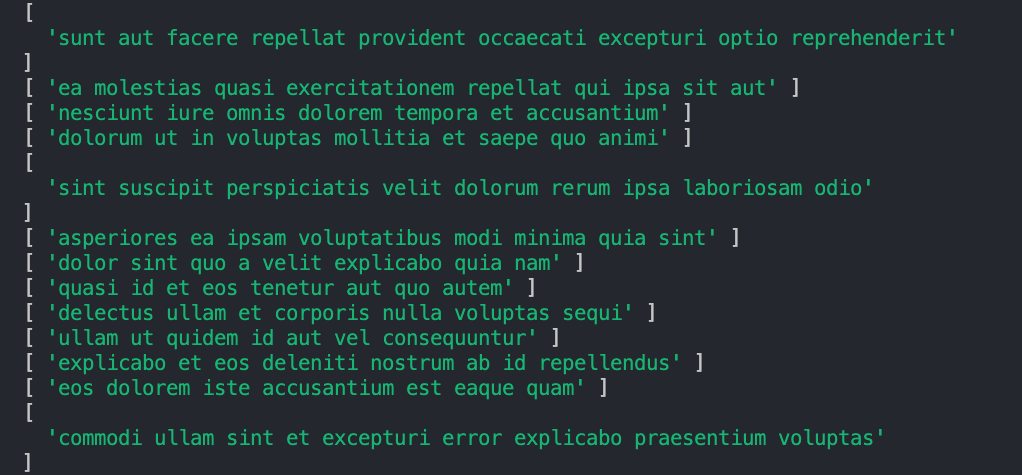 [
'sunt aut facere repellat provident occaecati excepturi optio reprehenderit'
]
[ 'ea molestias quasi exercitationem repellat qui ipsa sit aut' ]
[ 'nesciunt iure omnis dolorem tempora et accusantium' ]
[ 'dolorum ut in voluptas mollitia et saepe quo animi' ]
[
'sint suscipit perspiciatis velit dolorum rerum ipsa laboriosam odio'
]
[ 'asperiores ea ipsam voluptatibus modi minima quia sint' ]
[ 'dolor sint quo a velit explicabo quia nam' ]
[ 'quasi id et eos tenetur aut quo autem' ]
[ 'delectus ullam et corporis nulla voluptas sequi' ]
[ 'ullam ut quidem id aut vel consequuntur' ]
[ 'explicabo et eos deleniti nostrum ab id repellendus' ]
[ 'eos dolorem iste accusantium est eaque quam' ]
[
'commodi ullam sint et excepturi error explicabo praesentium voluptas'
]